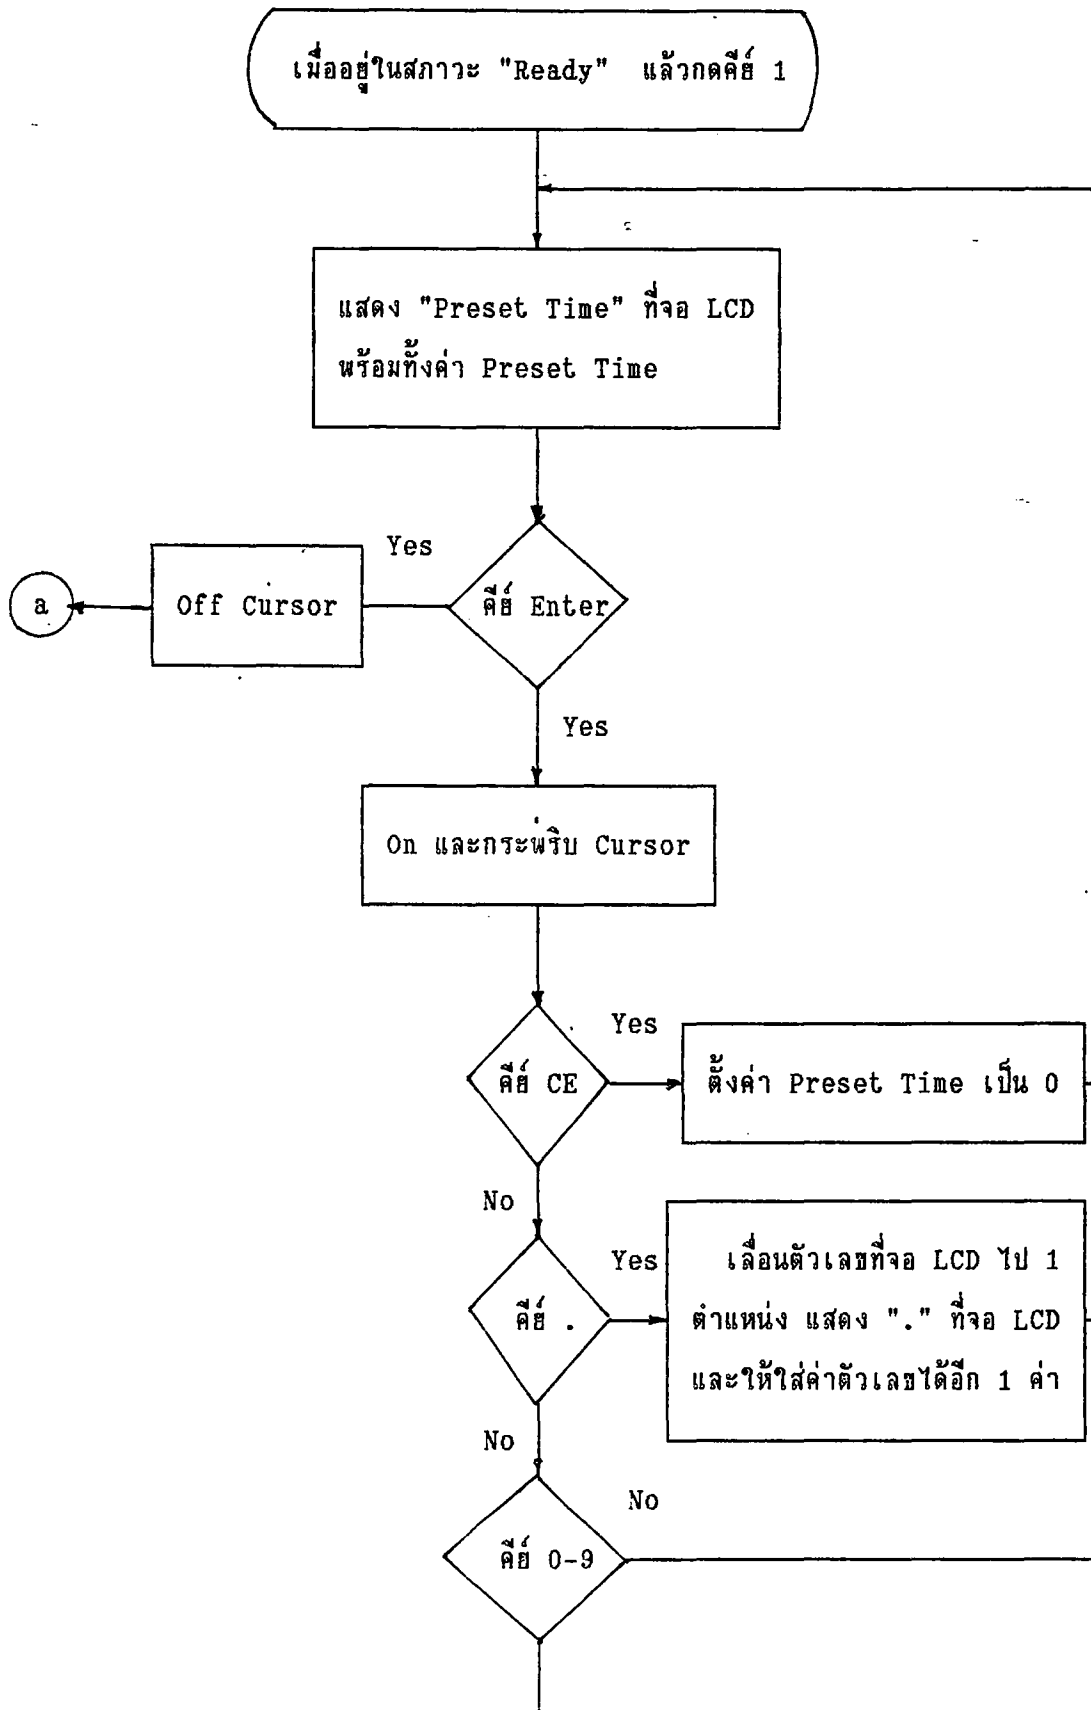 เมื่ออยู่ในสภาวะ "Ready" แล้วกดคีย์ 1
แสดง "Preset Time" ที่จอ LCD
พร้อมทั้งค่า Preset Time
Yes
a
Off Cursor
คีย์ Enter
Yes
On และกระพริบ Cursor
Yes
คีย์ CE
ตั้งค่า Preset Time เป็น 0
No
Yes
เลื่อนตัวเลขที่จอ LCD ไป 1
คีย์ .
ตำแหน่ง แสดง "." ที่จอ LCD
และให้ใส่ค่าตัวเลขได้อีก 1 ค่า
No
No
คีย์ 0-9